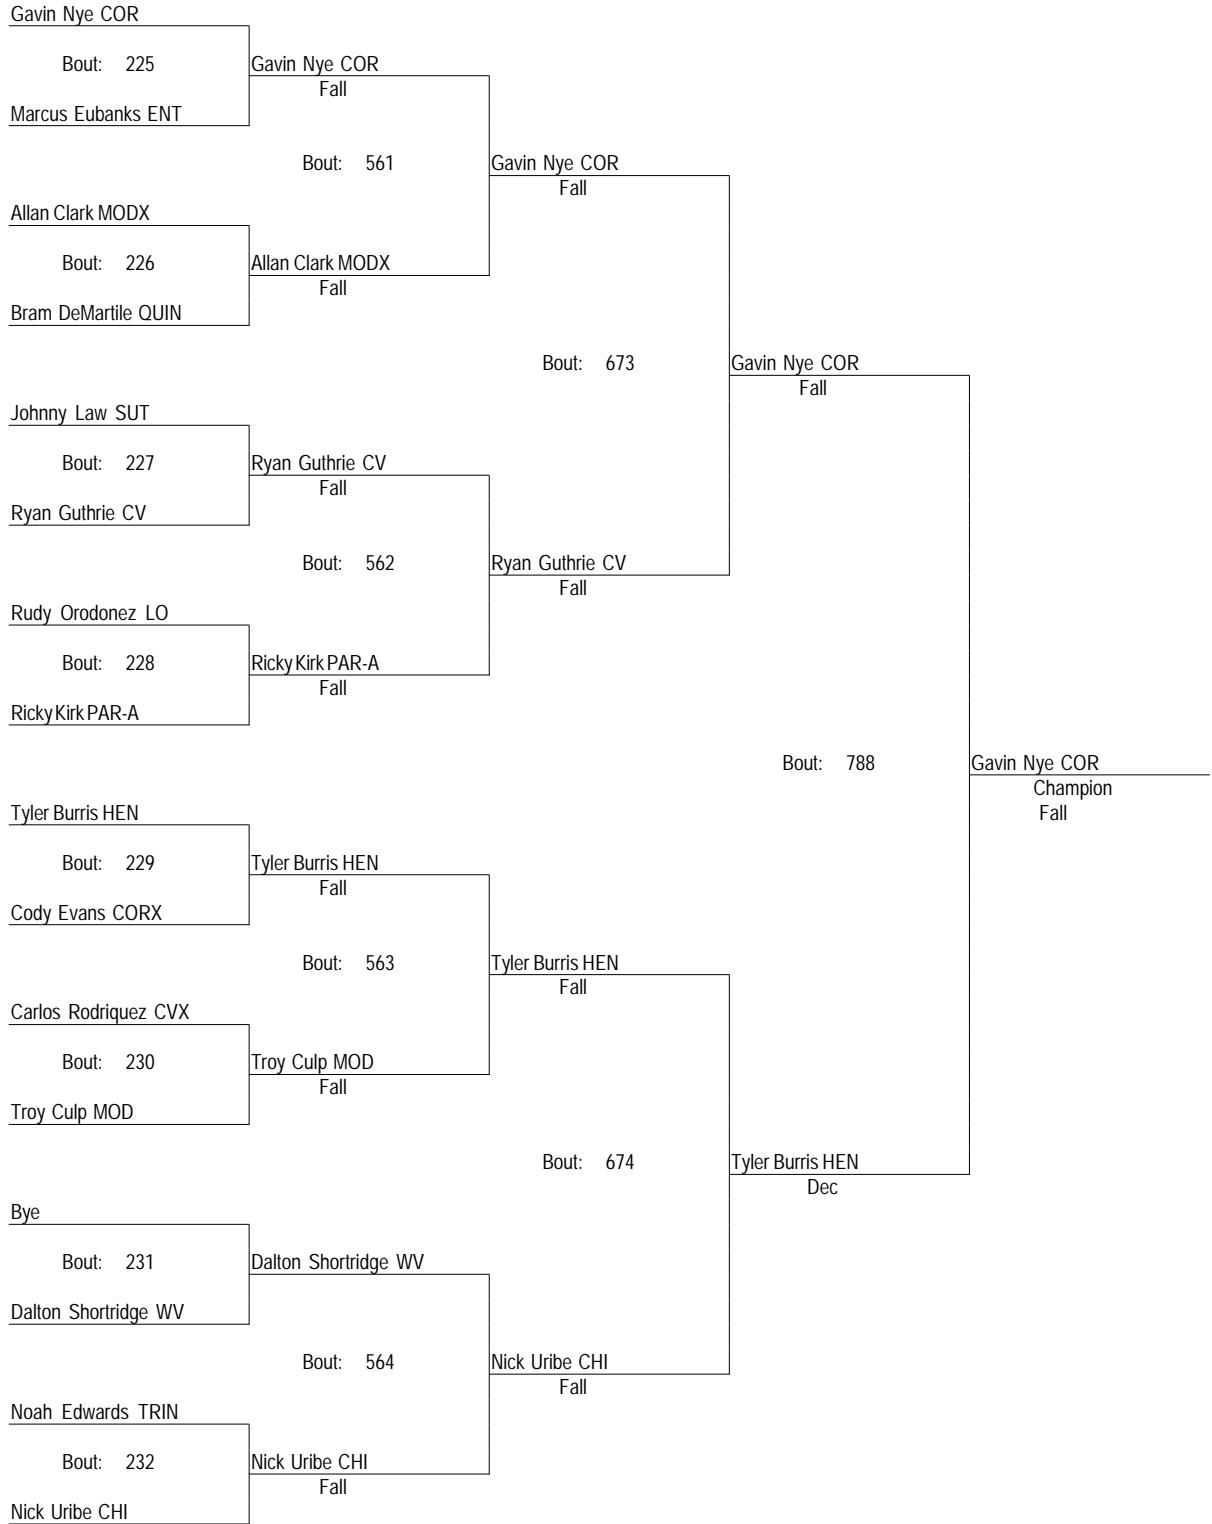 Gavin Nye COR
Bout: 225
Gavin Nye COR
Fall
Marcus Eubanks ENT
Bout: 561
Gavin Nye COR
Fall
Allan Clark MODX
Bout: 226
Allan Clark MODX
Fall
Bram DeMartile QUIN
Bout: 673
Gavin Nye COR
Fall
Johnny Law SUT
Bout: 227
Ryan Guthrie CV
Fall
Ryan Guthrie CV
Bout: 562
Ryan Guthrie CV
Fall
Rudy Orodonez LO
Bout: 228
Ricky Kirk PAR-A
Fall
Ricky Kirk PAR-A
Bout: 788
Gavin Nye COR
Champion
Fall
Tyler Burris HEN
Bout: 229
Tyler Burris HEN
Fall
Cody Evans CORX
Bout: 563
Tyler Burris HEN
Fall
Carlos Rodriquez CVX
Bout: 230
Troy Culp MOD
Fall
Troy Culp MOD
Bout: 674
Tyler Burris HEN
Dec
Bye
Bout: 231
Dalton Shortridge WV
Dalton Shortridge WV
Bout: 564
Nick Uribe CHI
Fall
Noah Edwards TRIN
Bout: 232
Nick Uribe CHI
Fall
Nick Uribe CHI